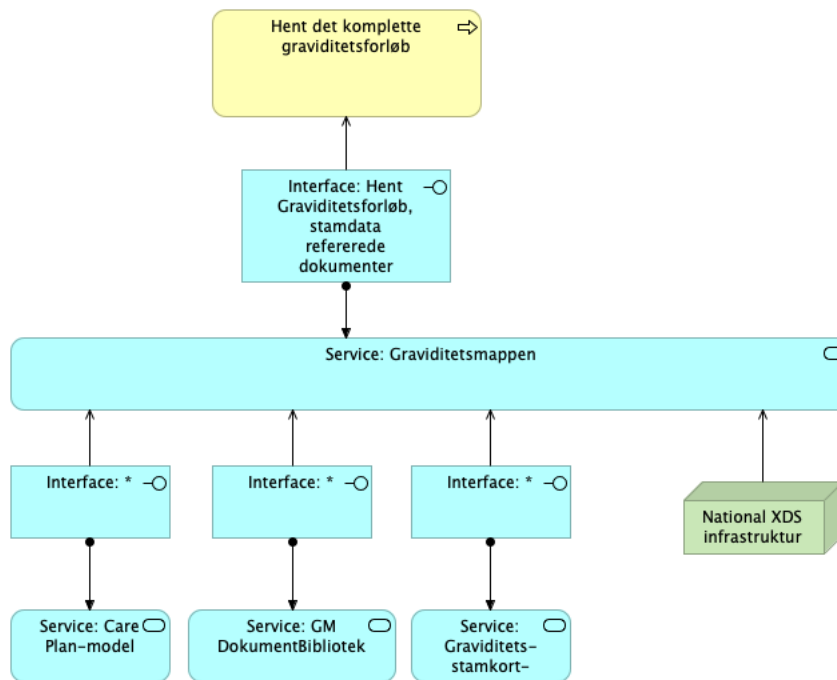 Hent det komplette
graviditetsforløb
Interface: Hent
Graviditetsforløb,
stamdata
refererede
dokumenter
Service: Graviditetsmappen
Interface: *
Interface: *
Interface: *
National XDS
infrastruktur
Service: Care
Plan-model
Service: GM
DokumentBibliotek
Service:
Graviditets-
stamkort-